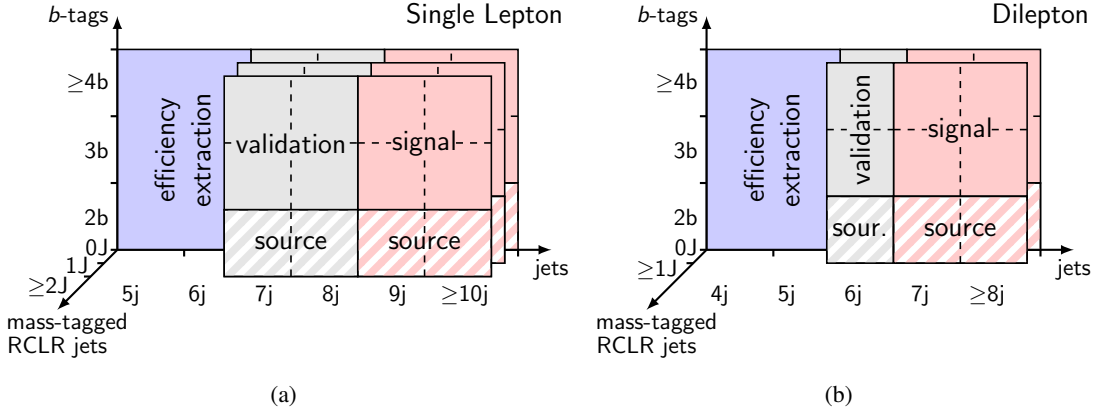 b-tags
Single Lepton
≥4b
3b
2b
0J
1J
≥2J
efficiency
extraction
validation
signal
source
source
jets
5j 6j 7j 8j 9j ≥10j
mass-tagged
RCLR jets
(a)
b-tags
Dilepton
≥4b
3b
2b
0J
≥1J
efficiency
extraction
validation
signal
sour.
source
jets
4j 5j 6j 7j ≥8j
mass-tagged
RCLR jets
(b)